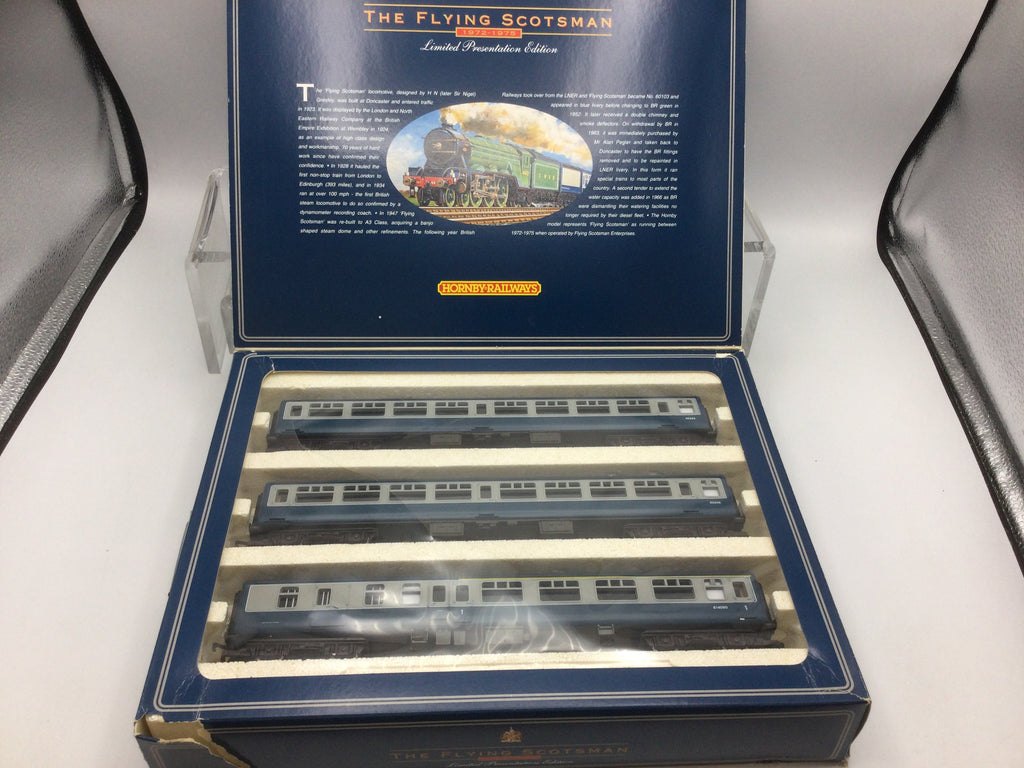 THE FLYING SCOTSMAN
1972-1975
Limited Presentation Edition
The 'Flying Scotsman' locomotive, designed by H N (later Sir Nigel)
Gresley, was built at Doncaster and entered traffic
in 1923. It was displayed by the London and North
Eastern Railway Company at the British
Empire Exhibition at Wembley in 1924,
as an example of high class design
and workmanship. 70 years of hard
work since have confirmed their
confidence. • In 1928 it hauled the
first non-stop train from London to
Edinburgh (393 miles), and in 1934
ran at over 100 mph - the first British
steam locomotive to do so confirmed by a
dynamometer recording coach. • In 1947 'Flying
Scotsman' was re-built to A3 Class, acquiring a banjo
shaped steam dome and other refinements. The following year British
Railways took over from the LNER and 'Flying Scotsman' became No. 60103 and
appeared in blue livery before changing to BR green in
1952. It later received a double chimney and
smoke deflectors. On withdrawal by BR in
1963, it was immediately purchased by
Mr Alan Pegler and taken back to
Doncaster to have the BR fittings
removed and to be repainted in
LNER livery. In this form it ran
special trains to most parts of the
country. A second tender to extend the
water capacity was added in 1966 as BR
were dismantling their watering facilities no
longer required by their diesel fleet. • The Hornby
model represents 'Flying Scotsman' as running between
1972-1975 when operated by Flying Scotsman Enterprises.
HORNBY RAILWAYS
1
THE FLYING SCOTSMAN
Limited Presentation Edition